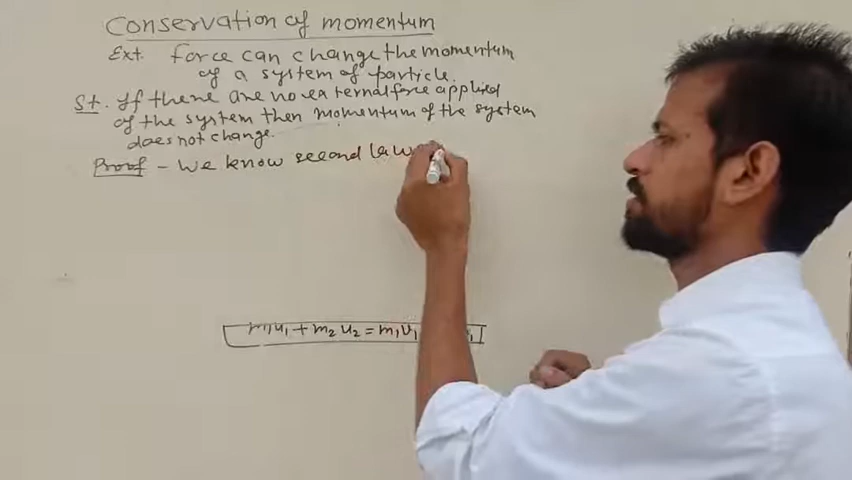 Conservation of momentum
Ext. force can change the momentum
of a system of particle.
St. If there are no external force applied
of the system then momentum of the system
does not change.
Proof - We know second law
m₁u₁ + m₂u₂ = m₁v₁